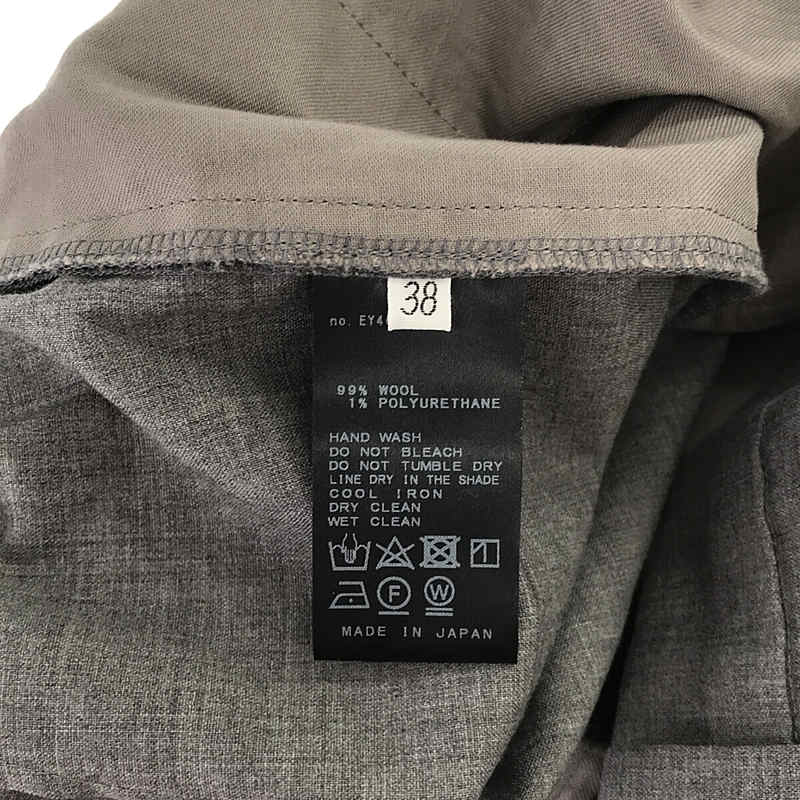 38
no. EY4
99% WOOL
1% POLYURETHANE
HAND WASH
DO NOT BLEACH
DO NOT TUMBLE DRY
LINE DRY IN THE SHADE
COOL IRON
DRY CLEAN
WET CLEAN
F W
MADE IN JAPAN